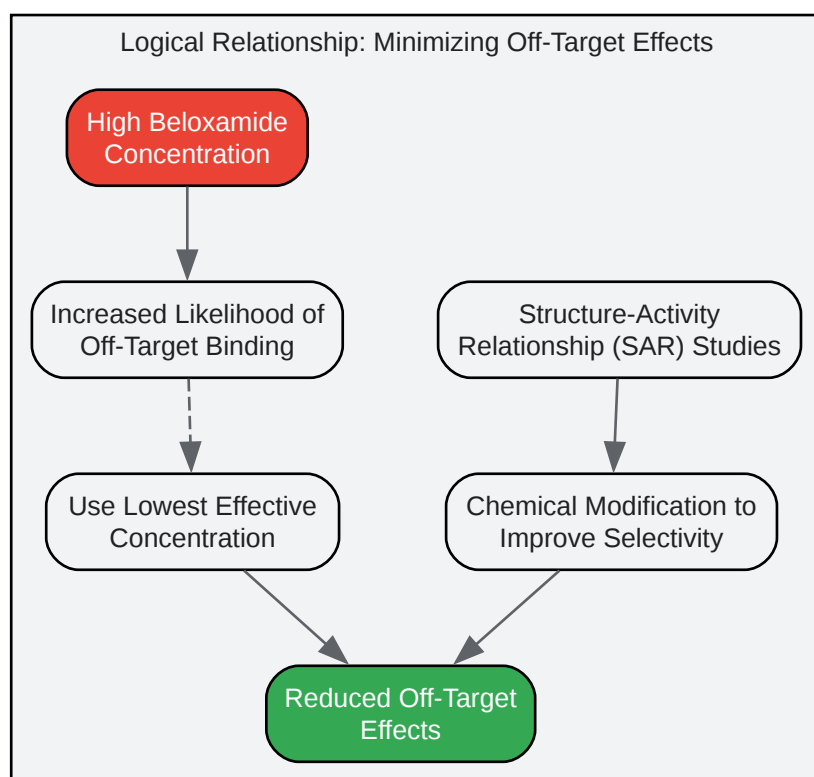 Logical Relationship: Minimizing Off-Target Effects
High Beloxamide
Concentration
Increased Likelihood of
Off-Target Binding
Structure-Activity
Relationship (SAR) Studies
Use Lowest Effective
Concentration
Chemical Modification to
Improve Selectivity
Reduced Off-Target
Effects